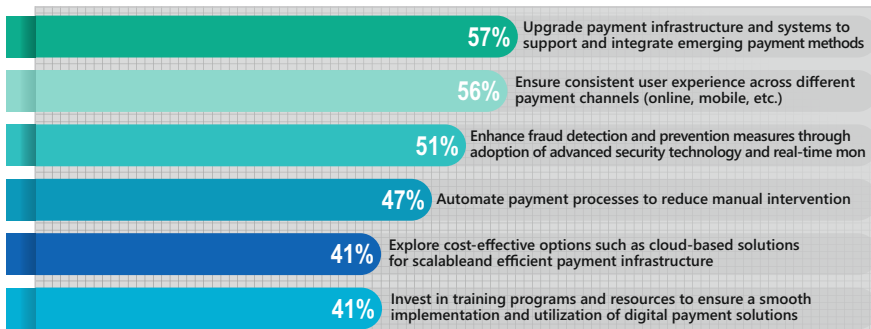 57%
Upgrade payment infrastructure and systems to
support and integrate emerging payment methods
56%
Ensure consistent user experience across different
payment channels (online, mobile, etc.)
51%
Enhance fraud detection and prevention measures through
adoption of advanced security technology and real-time mon
47%
Automate payment processes to reduce manual intervention
41%
Explore cost-effective options such as cloud-based solutions
for scalableand efficient payment infrastructure
41%
Invest in training programs and resources to ensure a smooth
implementation and utilization of digital payment solutions